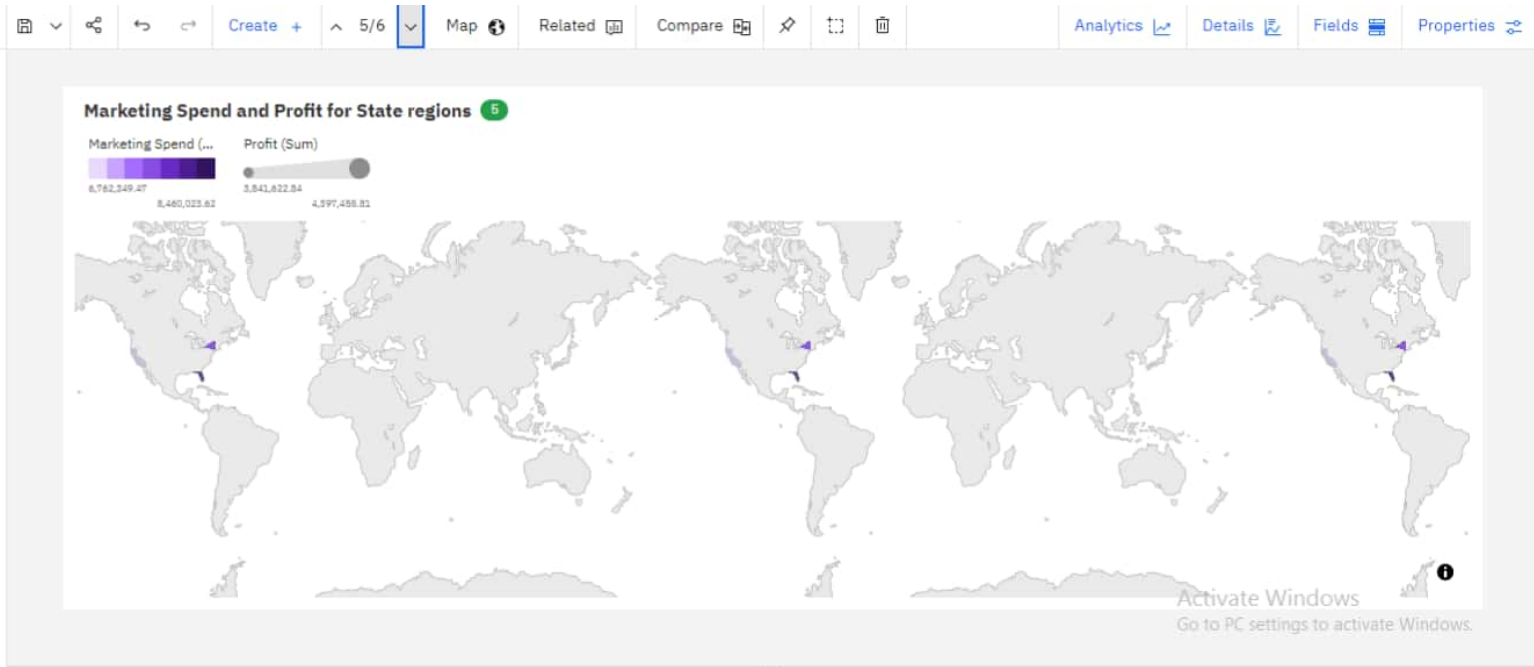 Create + 5/6 Map Related Compare Analytics Details Fields Properties
Marketing Spend and Profit for State regions 5
Marketing Spend (... Profit (Sum)
6,762,349.47 3,841,622.84
8,460,023.62 4,597,455.81
Activate Windows
Go to PC settings to activate Windows.